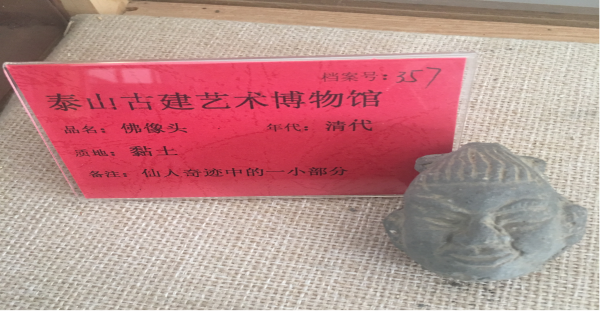 档案号：357
泰山古建艺术博物馆
品名：佛像头 年代：清代
质地：黏土
备注：仙人奇迹中的一小部分